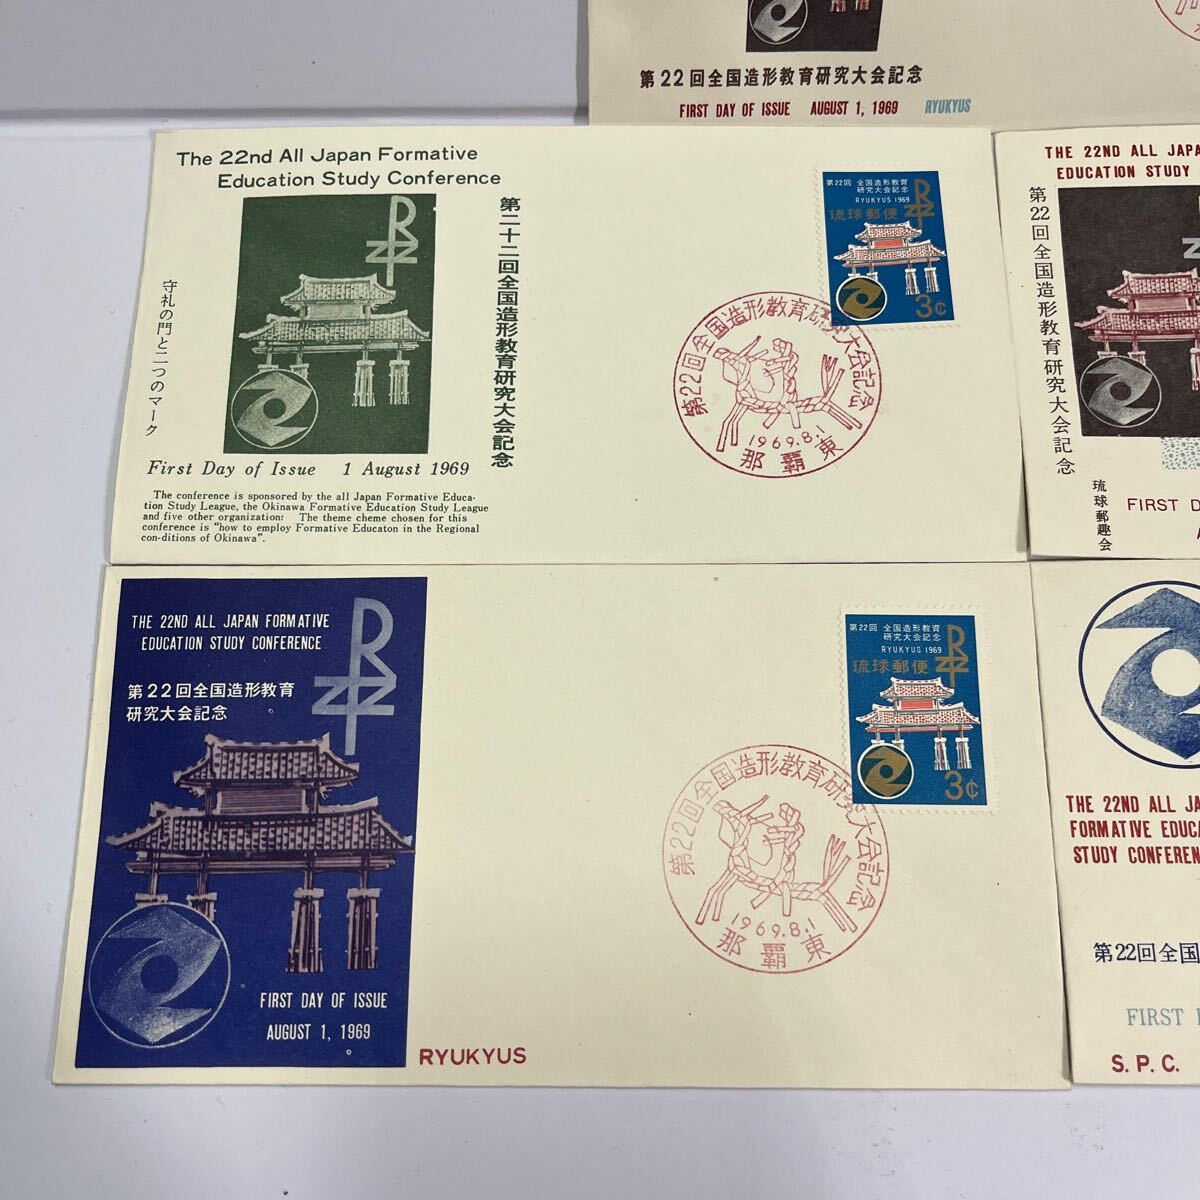 第22回全国造形教育研究大会記念
FIRST DAY OF ISSUE AUGUST 1, 1969 RYUKYUS
The 22nd All Japan Formative
Education Study Conference
第二十二回全国造形教育研究大会記念
守礼の門と二つのマーク
First Day of Issue 1 August 1969
The conference is sponsored by the all Japan Formative Educa-
tion Study League, the Okinawa Formative Education Study League
and five other organization: The theme cheme chosen for this
conference is "how to employ Formative Educaton in the Regional
con-ditions of Okinawa".
第22回 全国造形教育
研究大会記念
RYUKYUS 1969
琉球郵便
3¢
第22回全国造形教育研究大会記念
1969.8.1
那覇東
THE 22ND ALL JAPA
EDUCATION STUDY
第22回全国造形教育研究大会記念
琉球郵趣会
FIRST D
THE 22ND ALL JAPAN FORMATIVE
EDUCATION STUDY CONFERENCE
第22回全国造形教育
研究大会記念
FIRST DAY OF ISSUE
AUGUST 1, 1969
RYUKYUS
第22回 全国造形教育
研究大会記念
RYUKYUS 1969
琉球郵便
3¢
第22回全国造形教育研究大会記念
1969.8.1
那覇東
THE 22ND ALL JA
FORMATIVE EDUCA
STUDY CONFEREN
第22回全国
FIRST
S. P. C.